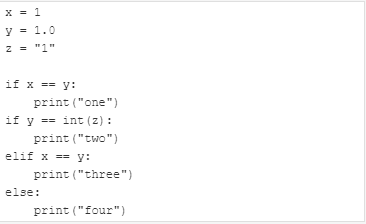 x = 1
y = 1.0
z = "1"

if x == y:
    print("one")
if y == int(z):
    print("two")
elif x == y:
    print("three")
else:
    print("four")